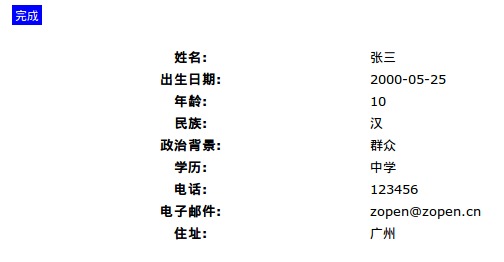 完成
姓名: 张三
出生日期: 2000-05-25
年龄: 10
民族: 汉
政治背景: 群众
学历: 中学
电话: 123456
电子邮件: zopen@zopen.cn
住址: 广州